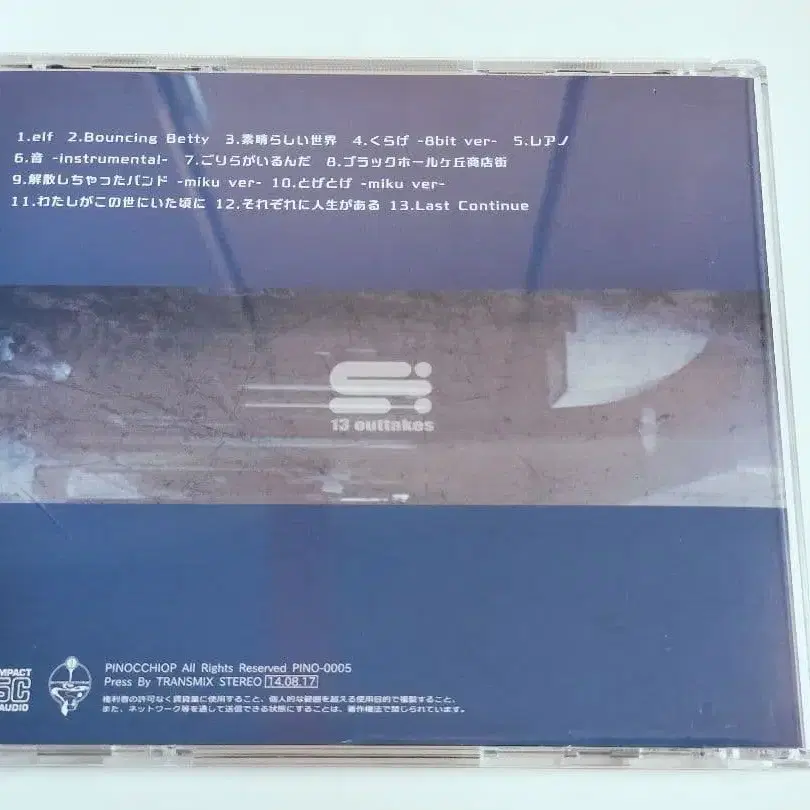 1.elf 2.Bouncing Betty 3.素晴らしい世界 4.くらげ -8bit ver- 5.レアノ
6.音 -instrumental- 7.ごりらがいるんだ 8.ブラックホールケ丘商店街
9.解散しちゃったバンド -miku ver- 10.とげとげ -miku ver-
11.わたしがこの世にいた頃に 12.それぞれに人生がある 13.Last Continue
13 outtakes
PINOCCHIOP All Rights Reserved PINO-0005
Press By TRANSMIX STEREO 14.08.17
権利者の許可なく賃貸業に使用すること、個人的な範囲を超える使用目的で複製すること、
また、ネットワーク等を通して送信できる状態にすることは、著作権法で禁じられています。
AUDIO